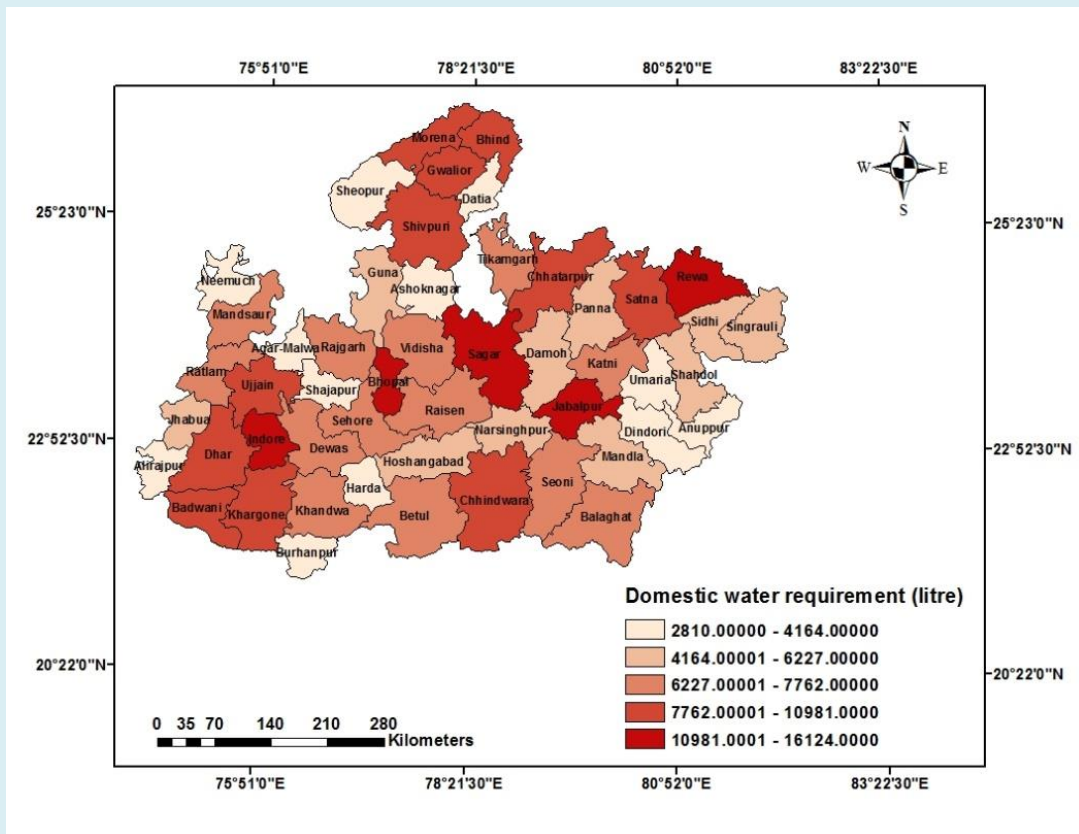 75°51'0"E 78°21'30"E 80°52'0"E 83°22'30"E
N
W E
S
25°23'0"N
25°23'0"N
22°52'30"N
22°52'30"N
20°22'0"N
20°22'0"N
Morena
Bhind
Gwalior
Sheopur
Datia
Shivpuri
Tikamgarh
Guna
Chhatarpur
Rewa
Neemuch
Ashoknagar
Satna
Panna
Mandsaur
Sidhi
Singrauli
Agar-Malwa
Rajgarh
Vidisha
Sagar
Damoh
Katni
Ratlam
Ujjain
Shajapur
Bhopal
Umaria
Shahdol
Raisen
Jabalpur
Jhabua
Sehore
Narsinghpur
Dindori
Anuppur
Indore
Dhar
Dewas
Hoshangabad
Mandla
Alirajpur
Harda
Seoni
Badwani
Khargone
Khandwa
Betul
Chhindwara
Balaghat
Burhanpur
Domestic water requirement (litre)
2810.00000 - 4164.00000
4164.00001 - 6227.00000
6227.00001 - 7762.00000
7762.00001 - 10981.0000
10981.0001 - 16124.0000
0 35 70 140 210 280
Kilometers
75°51'0"E 78°21'30"E 80°52'0"E 83°22'30"E